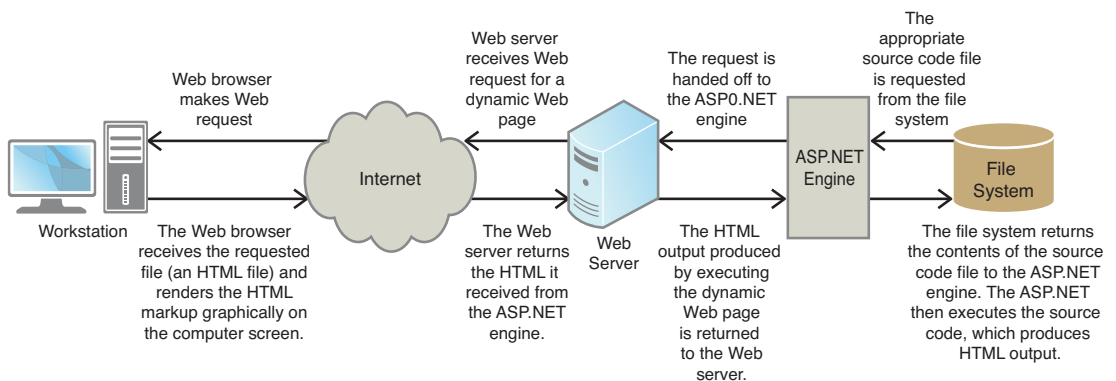 Web browser
makes Web
request
Web server
receives Web
request for a
dynamic Web
page
The request is
handed off to
the ASP0.NET
engine
The
appropriate
source code file
is requested
from the file
system
Internet
ASP.NET
Engine
File
System
Workstation
Web
Server
The Web browser
receives the requested
file (an HTML file) and
renders the HTML
markup graphically on
the computer screen.
The Web
server returns
the HTML it
received from
the ASP.NET
engine.
The HTML
output produced
by executing
the dynamic
Web page
is returned
to the Web
server.
The file system returns
the contents of the source
code file to the ASP.NET
engine. The ASP.NET
then executes the source
code, which produces
HTML output.